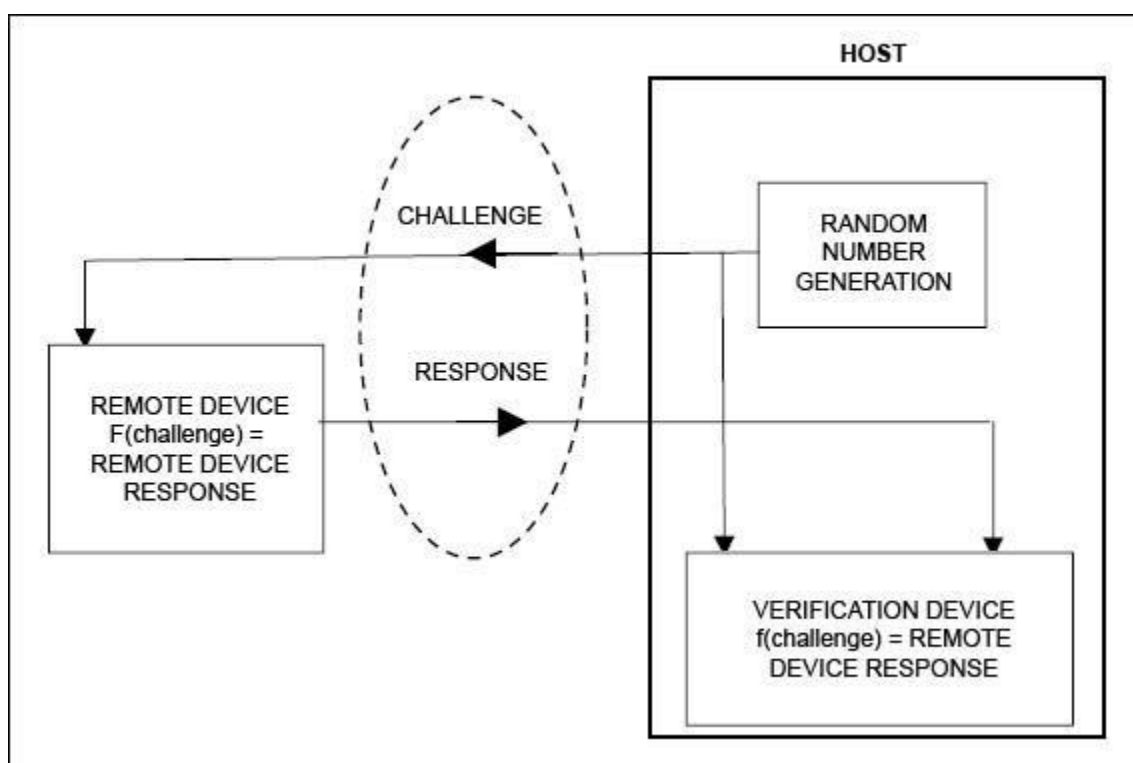 HOST
CHALLENGE
RANDOM
NUMBER
GENERATION
RESPONSE
REMOTE DEVICE
F(challenge) =
REMOTE DEVICE
RESPONSE
VERIFICATION DEVICE
f(challenge) = REMOTE
DEVICE RESPONSE